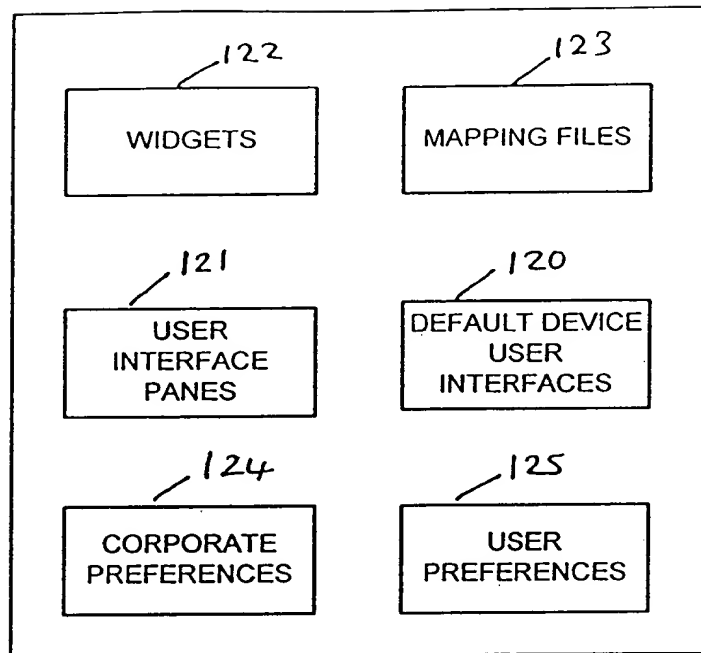 122
123
WIDGETS
MAPPING FILES
121
120
USER
INTERFACE
PANES
DEFAULT DEVICE
USER
INTERFACES
124
125
CORPORATE
PREFERENCES
USER
PREFERENCES